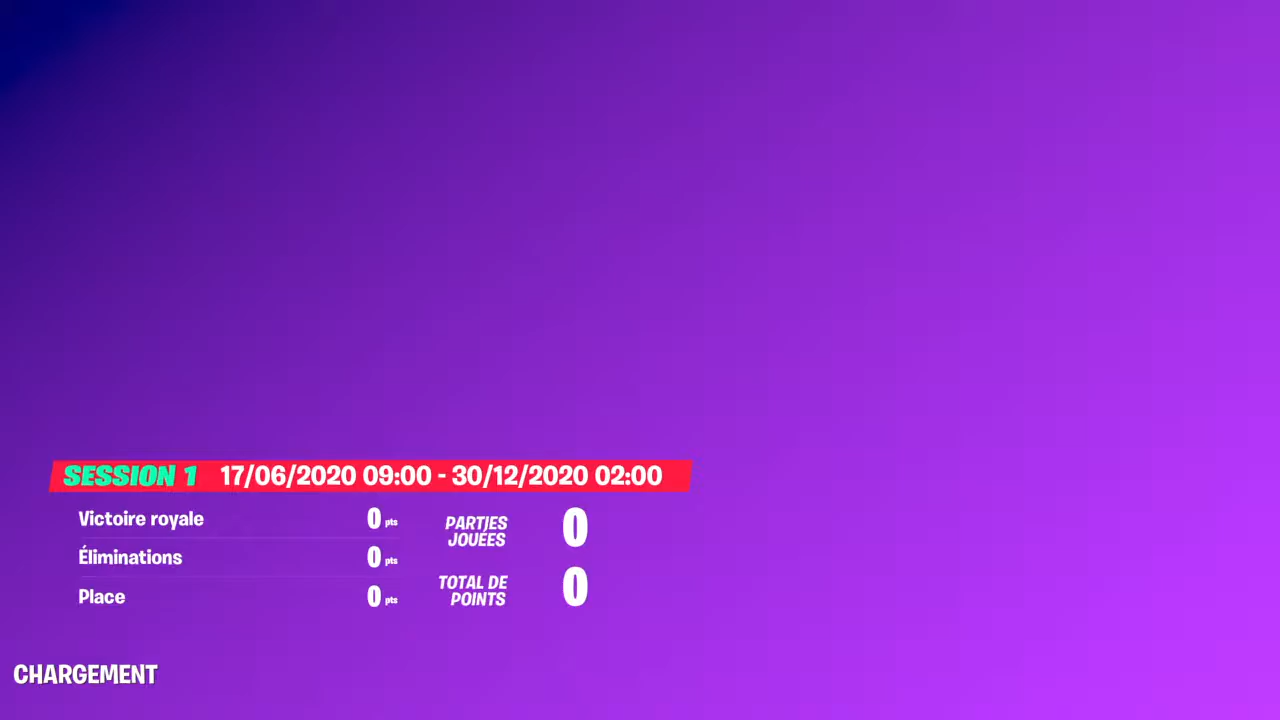 SESSION 1 17/06/2020 09:00 - 30/12/2020 02:00
Victoire royale 0 pts
Éliminations 0 pts
Place 0 pts
PARTIES
JOUÉES 0
TOTAL DE
POINTS 0
CHARGEMENT